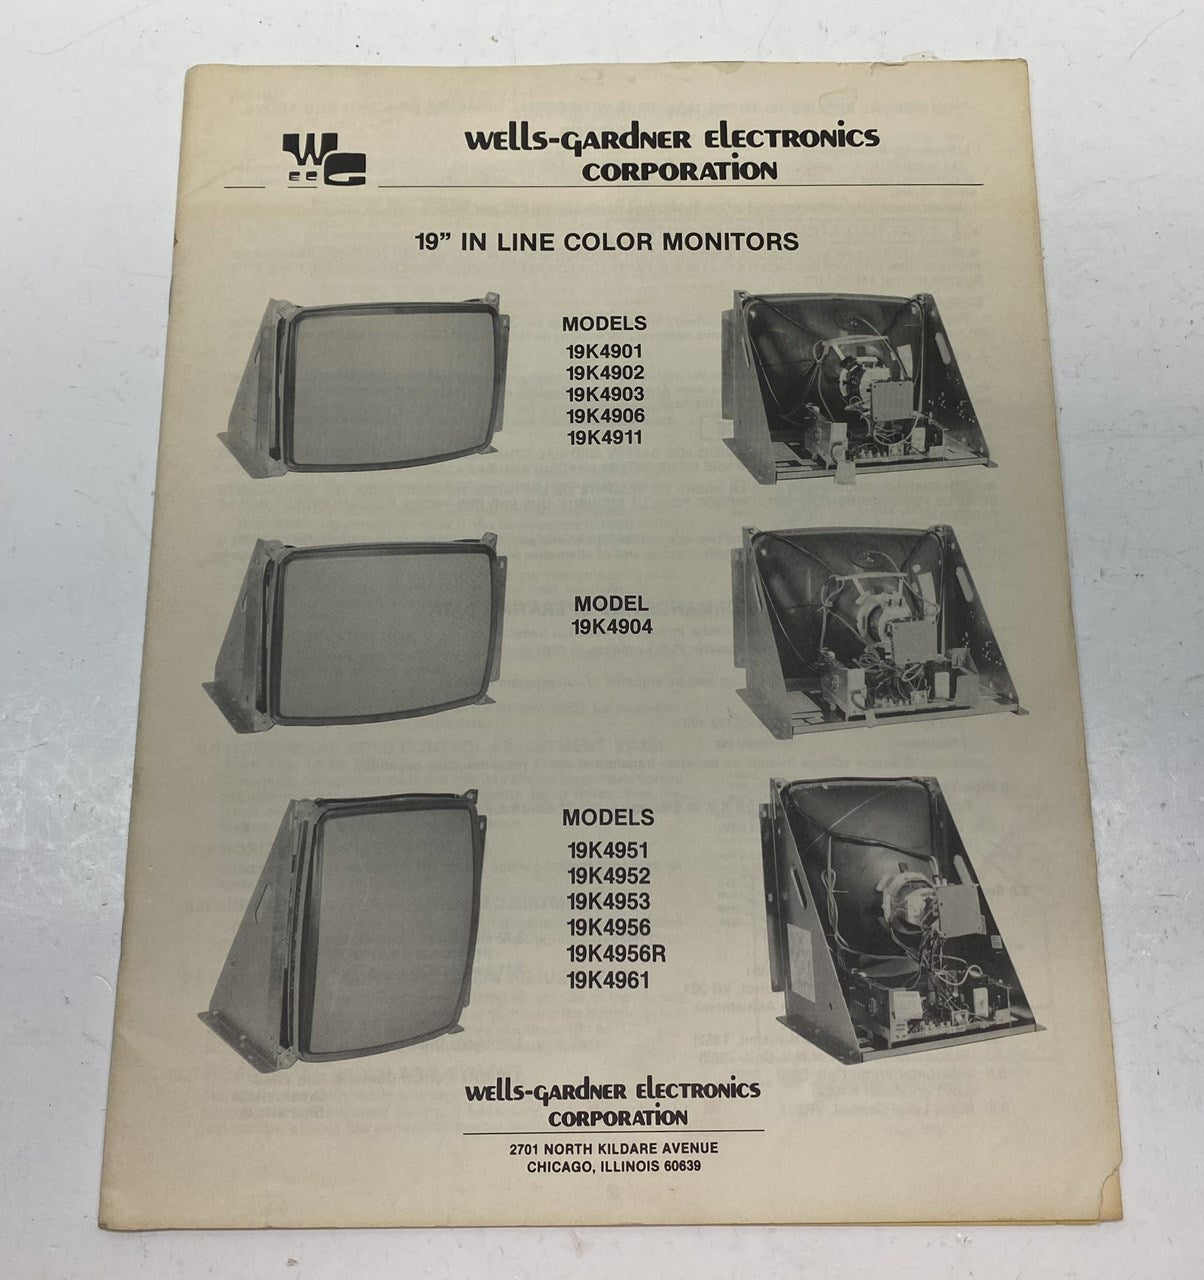 WG
EE
Wells-Gardner Electronics
Corporation
19” IN LINE COLOR MONITORS
MODELS
19K4901
19K4902
19K4903
19K4906
19K4911
MODEL
19K4904
MODELS
19K4951
19K4952
19K4953
19K4956
19K4956R
19K4961
Wells-Gardner Electronics
Corporation
2701 NORTH KILDARE AVENUE
CHICAGO, ILLINOIS 60639